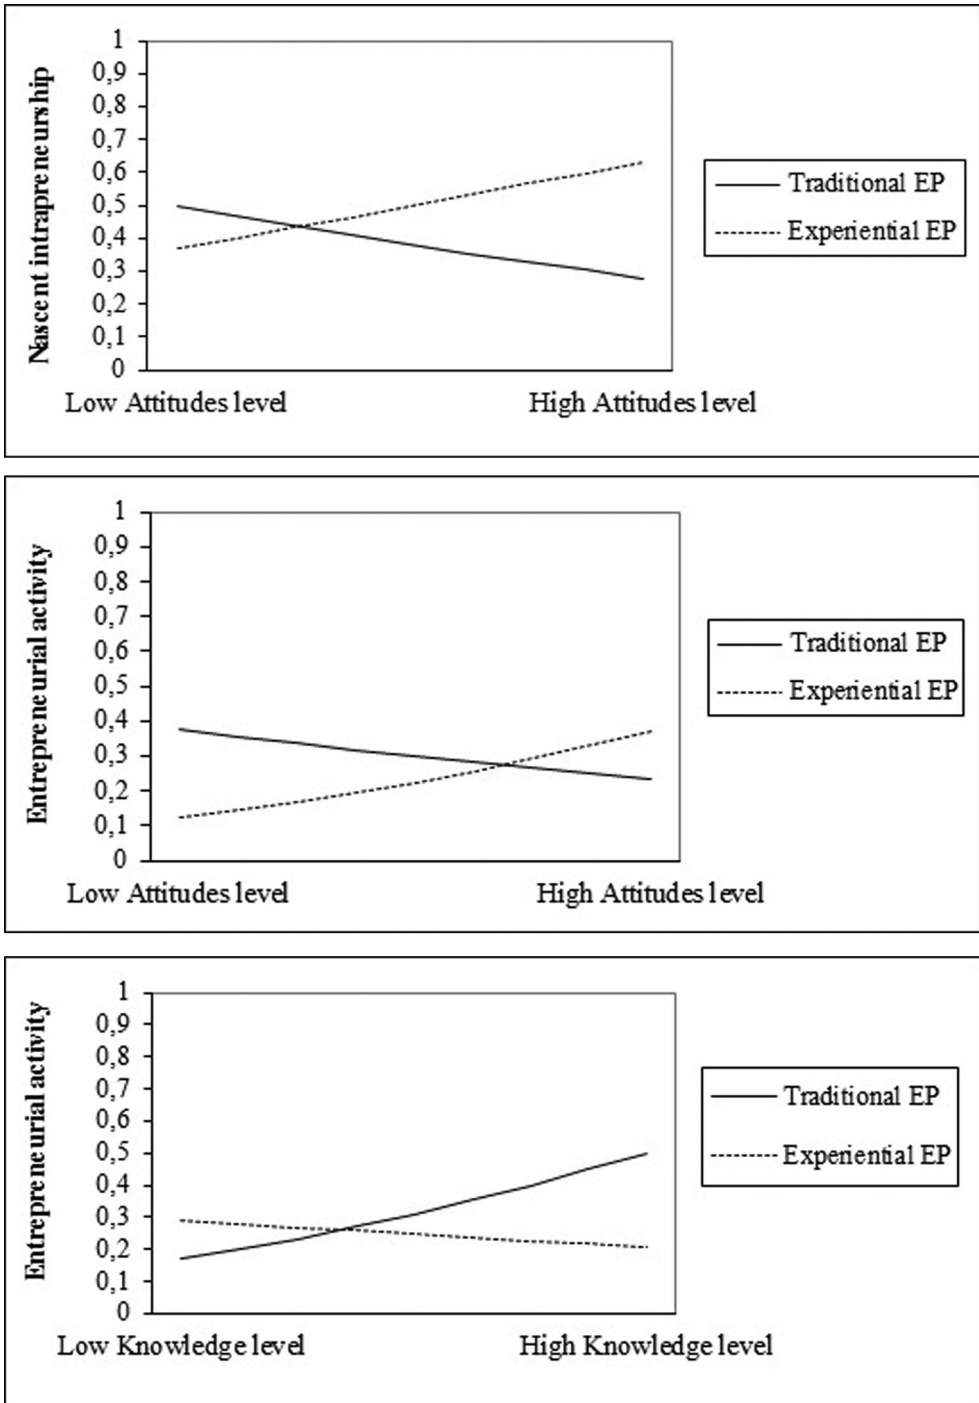 Nascent intrapreneurship
1
0,9
0,8
0,7
0,6
0,5
0,4
0,3
0,2
0,1
0
Low Attitudes level
High Attitudes level
Traditional EP
Experiential EP
Entrepreneurial activity
1
0,9
0,8
0,7
0,6
0,5
0,4
0,3
0,2
0,1
0
Low Attitudes level
High Attitudes level
Traditional EP
Experiential EP
Entrepreneurial activity
1
0,9
0,8
0,7
0,6
0,5
0,4
0,3
0,2
0,1
0
Low Knowledge level
High Knowledge level
Traditional EP
Experiential EP